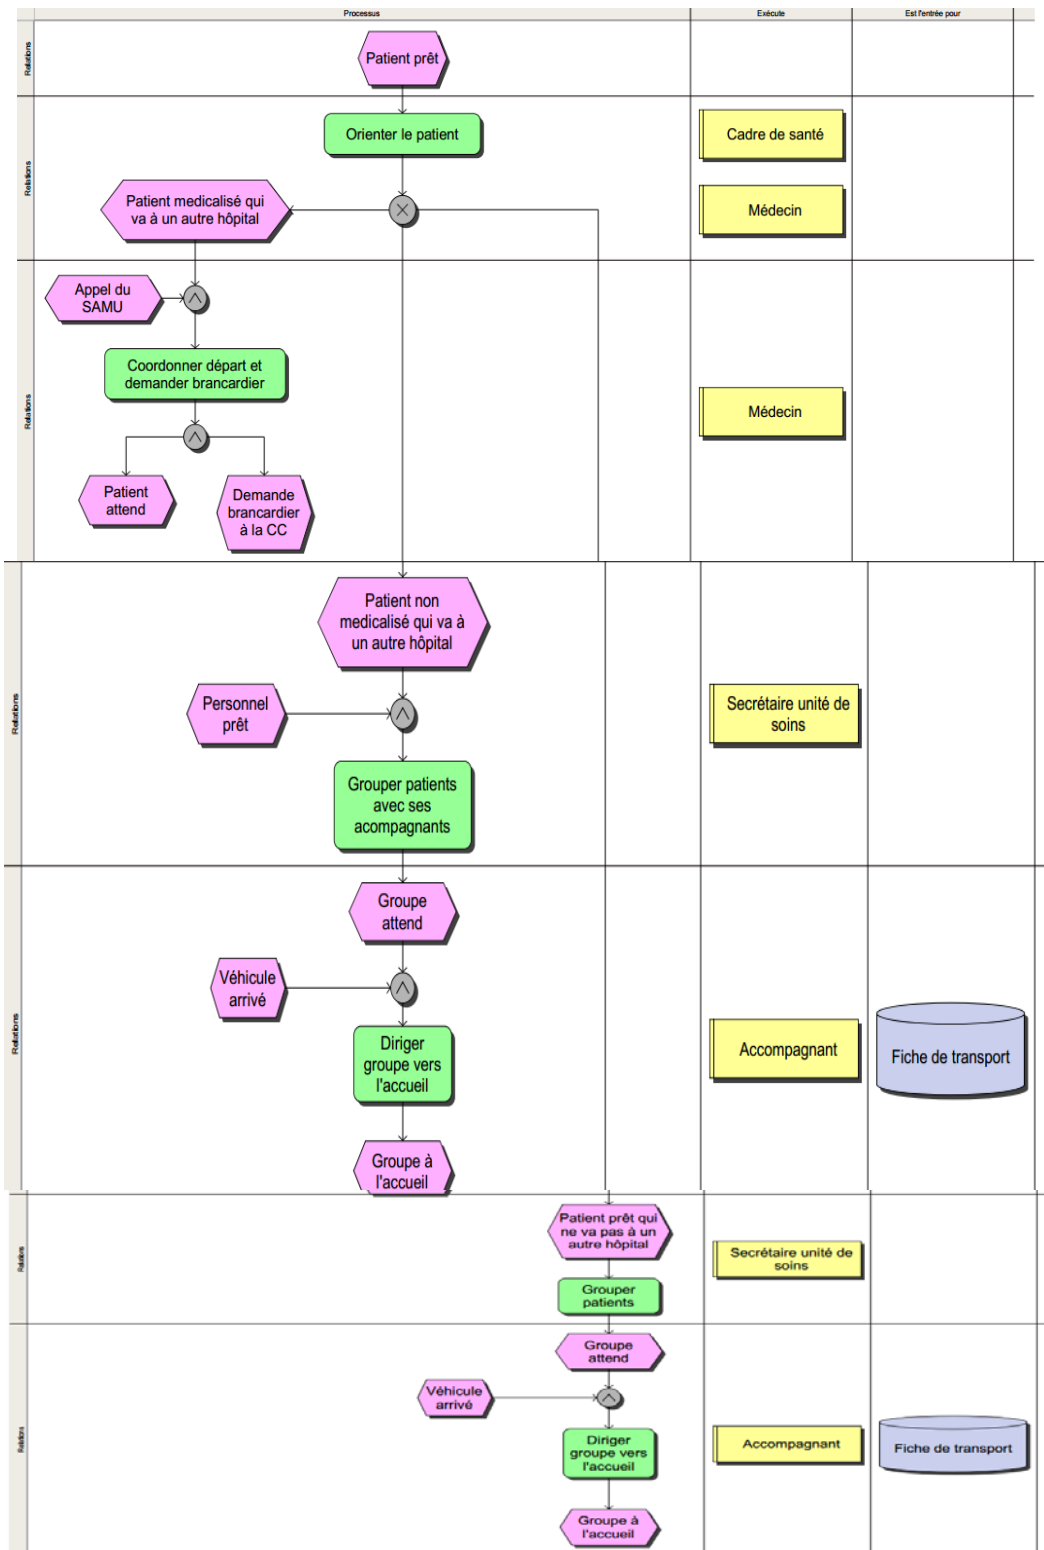 Processus
Exécute
Est l'entrée pour
Relations
Patient prêt
Relations
Orienter le patient
Cadre de santé
Patient medicalisé qui
va à un autre hôpital
Médecin
Relations
Appel du
SAMU
Coordonner départ et
demander brancardier
Médecin
Patient
attend
Demande
brancardier
à la CC
Relations
Patient non
medicalisé qui va à
un autre hôpital
Personnel
prêt
Secrétaire unité de
soins
Grouper patients
avec ses
acompagnants
Relations
Groupe
attend
Véhicule
arrivé
Diriger
groupe vers
l'accueil
Accompagnant
Fiche de transport
Groupe à
l'accueil
Relations
Patient prêt qui
ne va pas à un
autre hôpital
Secrétaire unité de
soins
Grouper
patients
Relations
Groupe
attend
Véhicule
arrivé
Diriger
groupe vers
l'accueil
Accompagnant
Fiche de transport
Groupe à
l'accueil